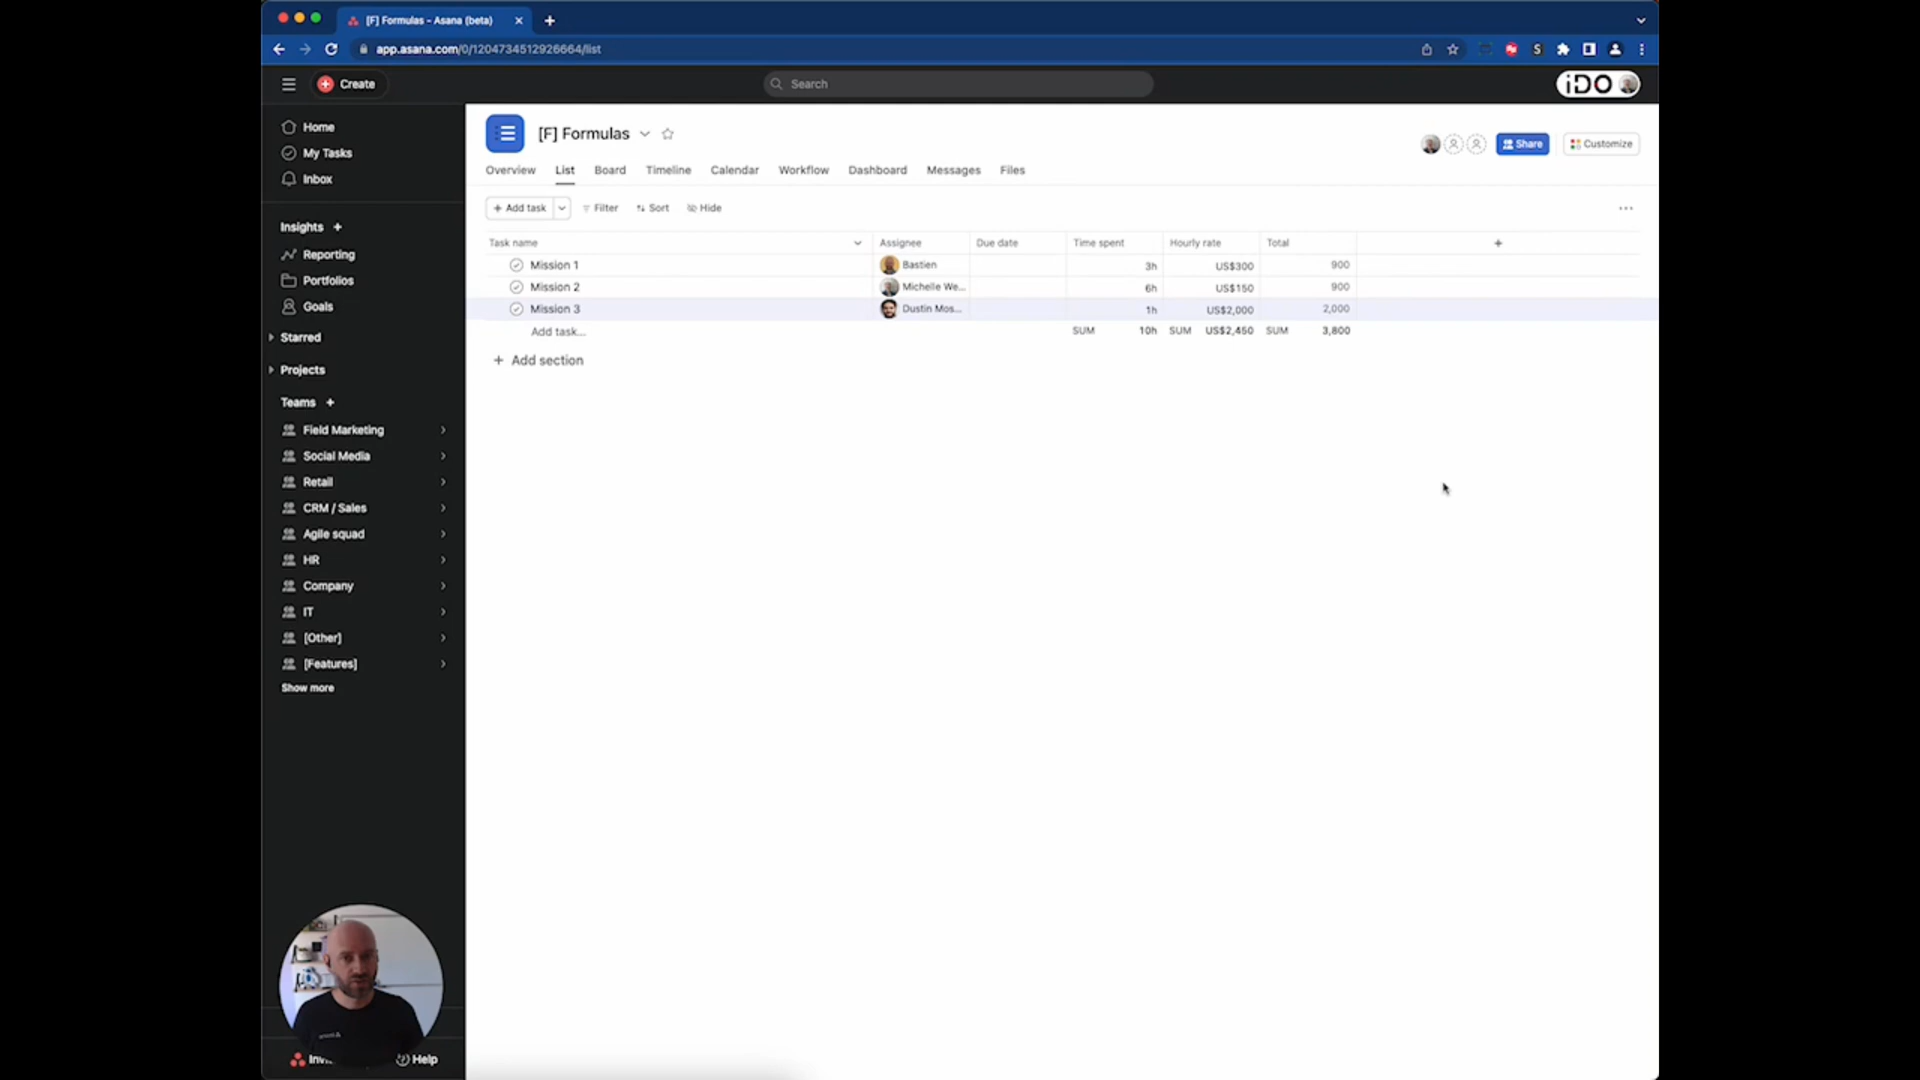 [F] Formulas - Asana (beta)
app.asana.com/0/1204734512926664/list
Create
Search
iDO
Home
My Tasks
Inbox
Insights +
Reporting
Portfolios
Goals
Starred
Projects
Teams +
Field Marketing
Social Media
Retail
CRM / Sales
Agile squad
HR
Company
IT
[Other]
[Features]
Show more
Help
[F] Formulas
Share
Customize
Overview List Board Timeline Calendar Workflow Dashboard Messages Files
+ Add task Filter Sort Hide
Task name Assignee Due date Time spent Hourly rate Total +
Mission 1 Bastien 3h US$300 900
Mission 2 Michelle We... 6h US$150 900
Mission 3 Dustin Mos... 1h US$2,000 2,000
Add task... SUM 10h SUM US$2,450 SUM 3,800
+ Add section